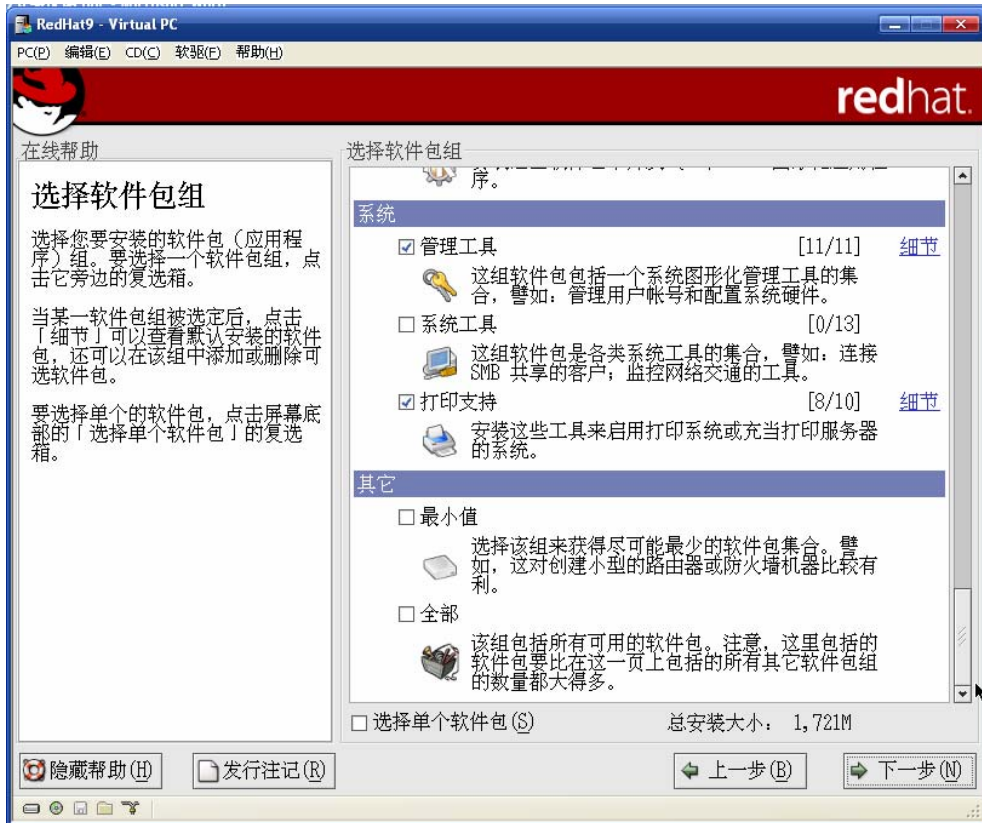 RedHat9 - Virtual PC
PC(P) 编辑(E) CD(C) 软驱(F) 帮助(H)
redhat.
在线帮助
选择软件包组
选择您要安装的软件包（应用程
序）组。要选择一个软件包组，点
击它旁边的复选箱。
当某一软件包组被选定后，点击
「细节」可以查看默认安装的软件
包，还可以在该组中添加或删除可
选软件包。
要选择单个的软件包，点击屏幕底
部的「选择单个软件包」的复选
箱。
选择软件包组
序。
系统
管理工具 [11/11] 细节
这组软件包包括一个系统图形化管理工具的集
合，譬如：管理用户帐号和配置系统硬件。
系统工具 [0/13]
这组软件包是各类系统工具的集合，譬如：连接
SMB 共享的客户；监控网络交通的工具。
打印支持 [8/10] 细节
安装这些工具来启用打印系统或充当打印服务器
的系统。
其它
最小值
选择该组来获得尽可能最少的软件包集合。譬
如，这对创建小型的路由器或防火墙机器比较有
利。
全部
该组包括所有可用的软件包。注意，这里包括的
软件包要比在这一页上包括的所有其它软件包组
的数量都大得多。
选择单个软件包(S) 总安装大小： 1,721M
隐藏帮助(H) 发行注记(R) 上一步(B) 下一步(N)